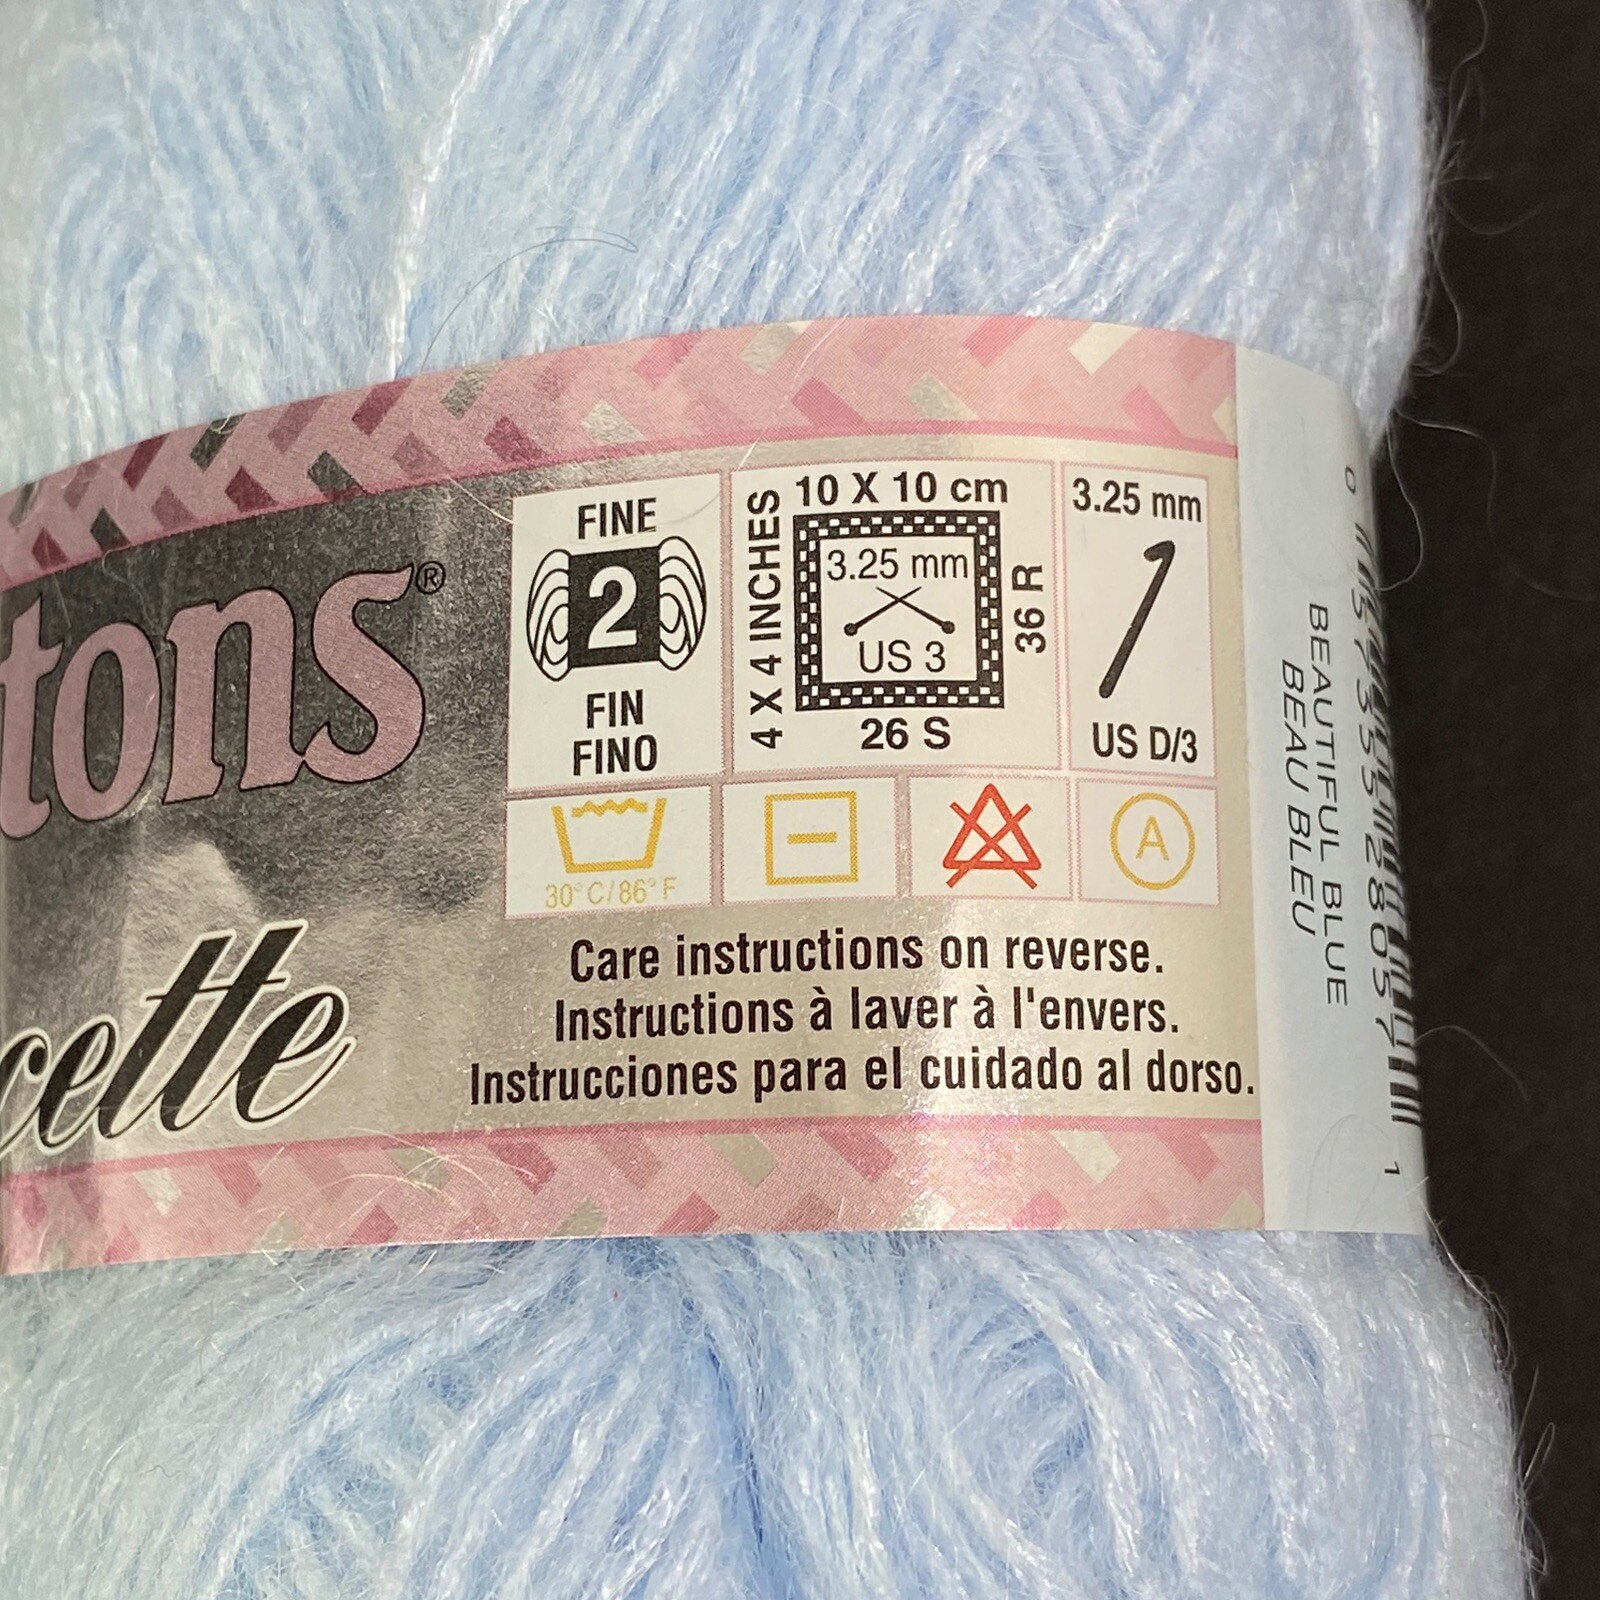 tons®
cette
FINE
2
FIN
FINO
10 X 10 cm
4 X 4 INCHES
3.25 mm
US 3
36 R
26 S
3.25 mm
US D/3
30°C/86°F
A
Care instructions on reverse.
Instructions à laver à l'envers.
Instrucciones para el cuidado al dorso.
BEAUTIFUL BLUE
BEAU BLEU